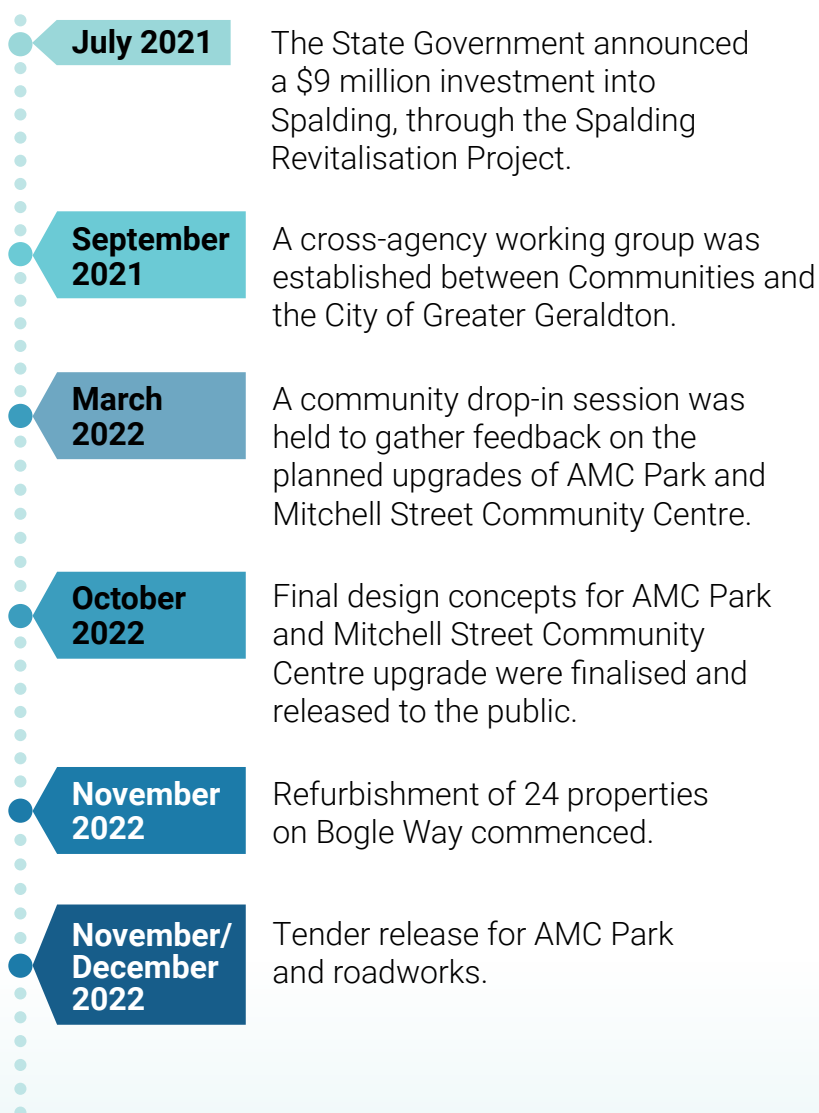 July 2021
The State Government announced
a $9 million investment into
Spalding, through the Spalding
Revitalisation Project.
September
2021
A cross-agency working group was
established between Communities and
the City of Greater Geraldton.
March
2022
A community drop-in session was
held to gather feedback on the
planned upgrades of AMC Park and
Mitchell Street Community Centre.
October
2022
Final design concepts for AMC Park
and Mitchell Street Community
Centre upgrade were finalised and
released to the public.
November
2022
Refurbishment of 24 properties
on Bogle Way commenced.
November/
December
2022
Tender release for AMC Park
and roadworks.